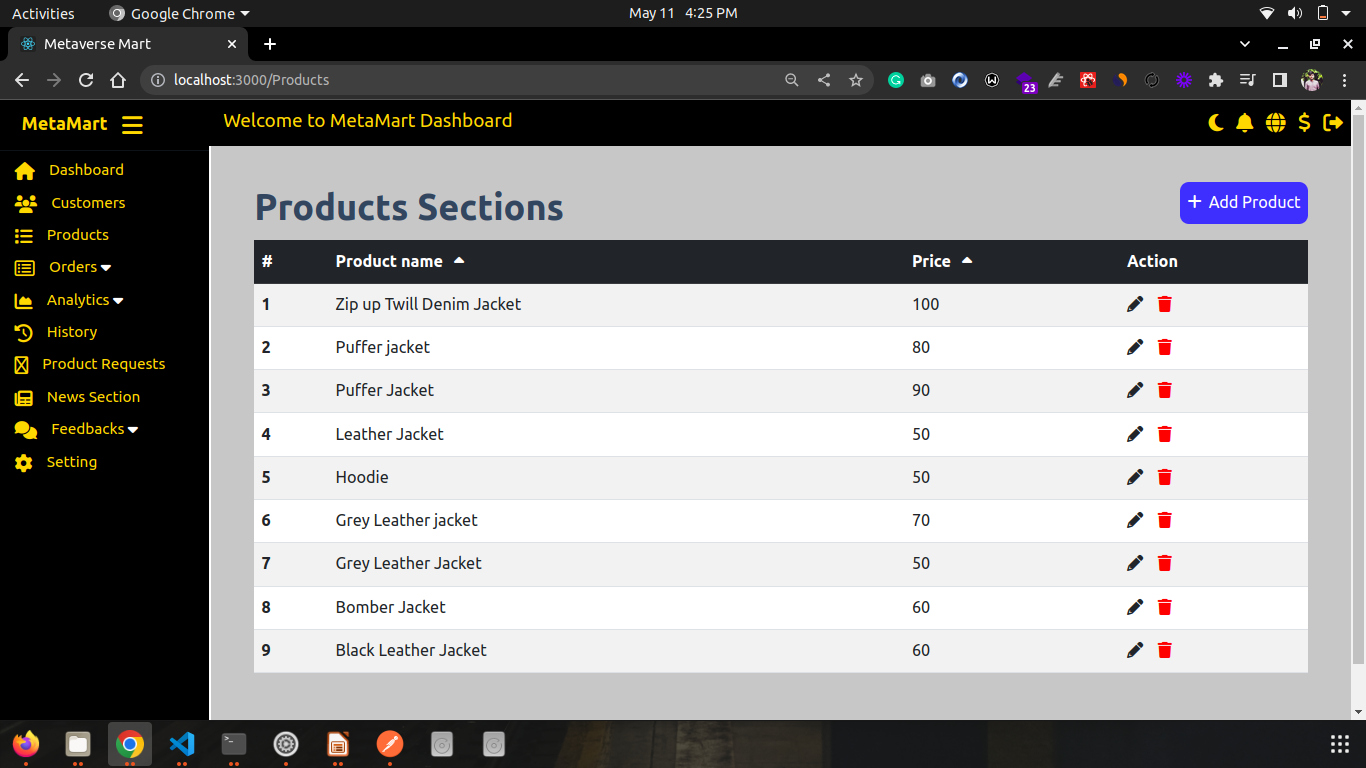 Activities
Google Chrome
May 11 4:25 PM
Metaverse Mart
localhost:3000/Products
23
MetaMart
Welcome to MetaMart Dashboard
Dashboard
Customers
Products
Orders
Analytics
History
Product Requests
News Section
Feedbacks
Setting
Products Sections
+ Add Product
# Product name Price Action
1 Zip up Twill Denim Jacket 100
2 Puffer jacket 80
3 Puffer Jacket 90
4 Leather Jacket 50
5 Hoodie 50
6 Grey Leather jacket 70
7 Grey Leather Jacket 50
8 Bomber Jacket 60
9 Black Leather Jacket 60